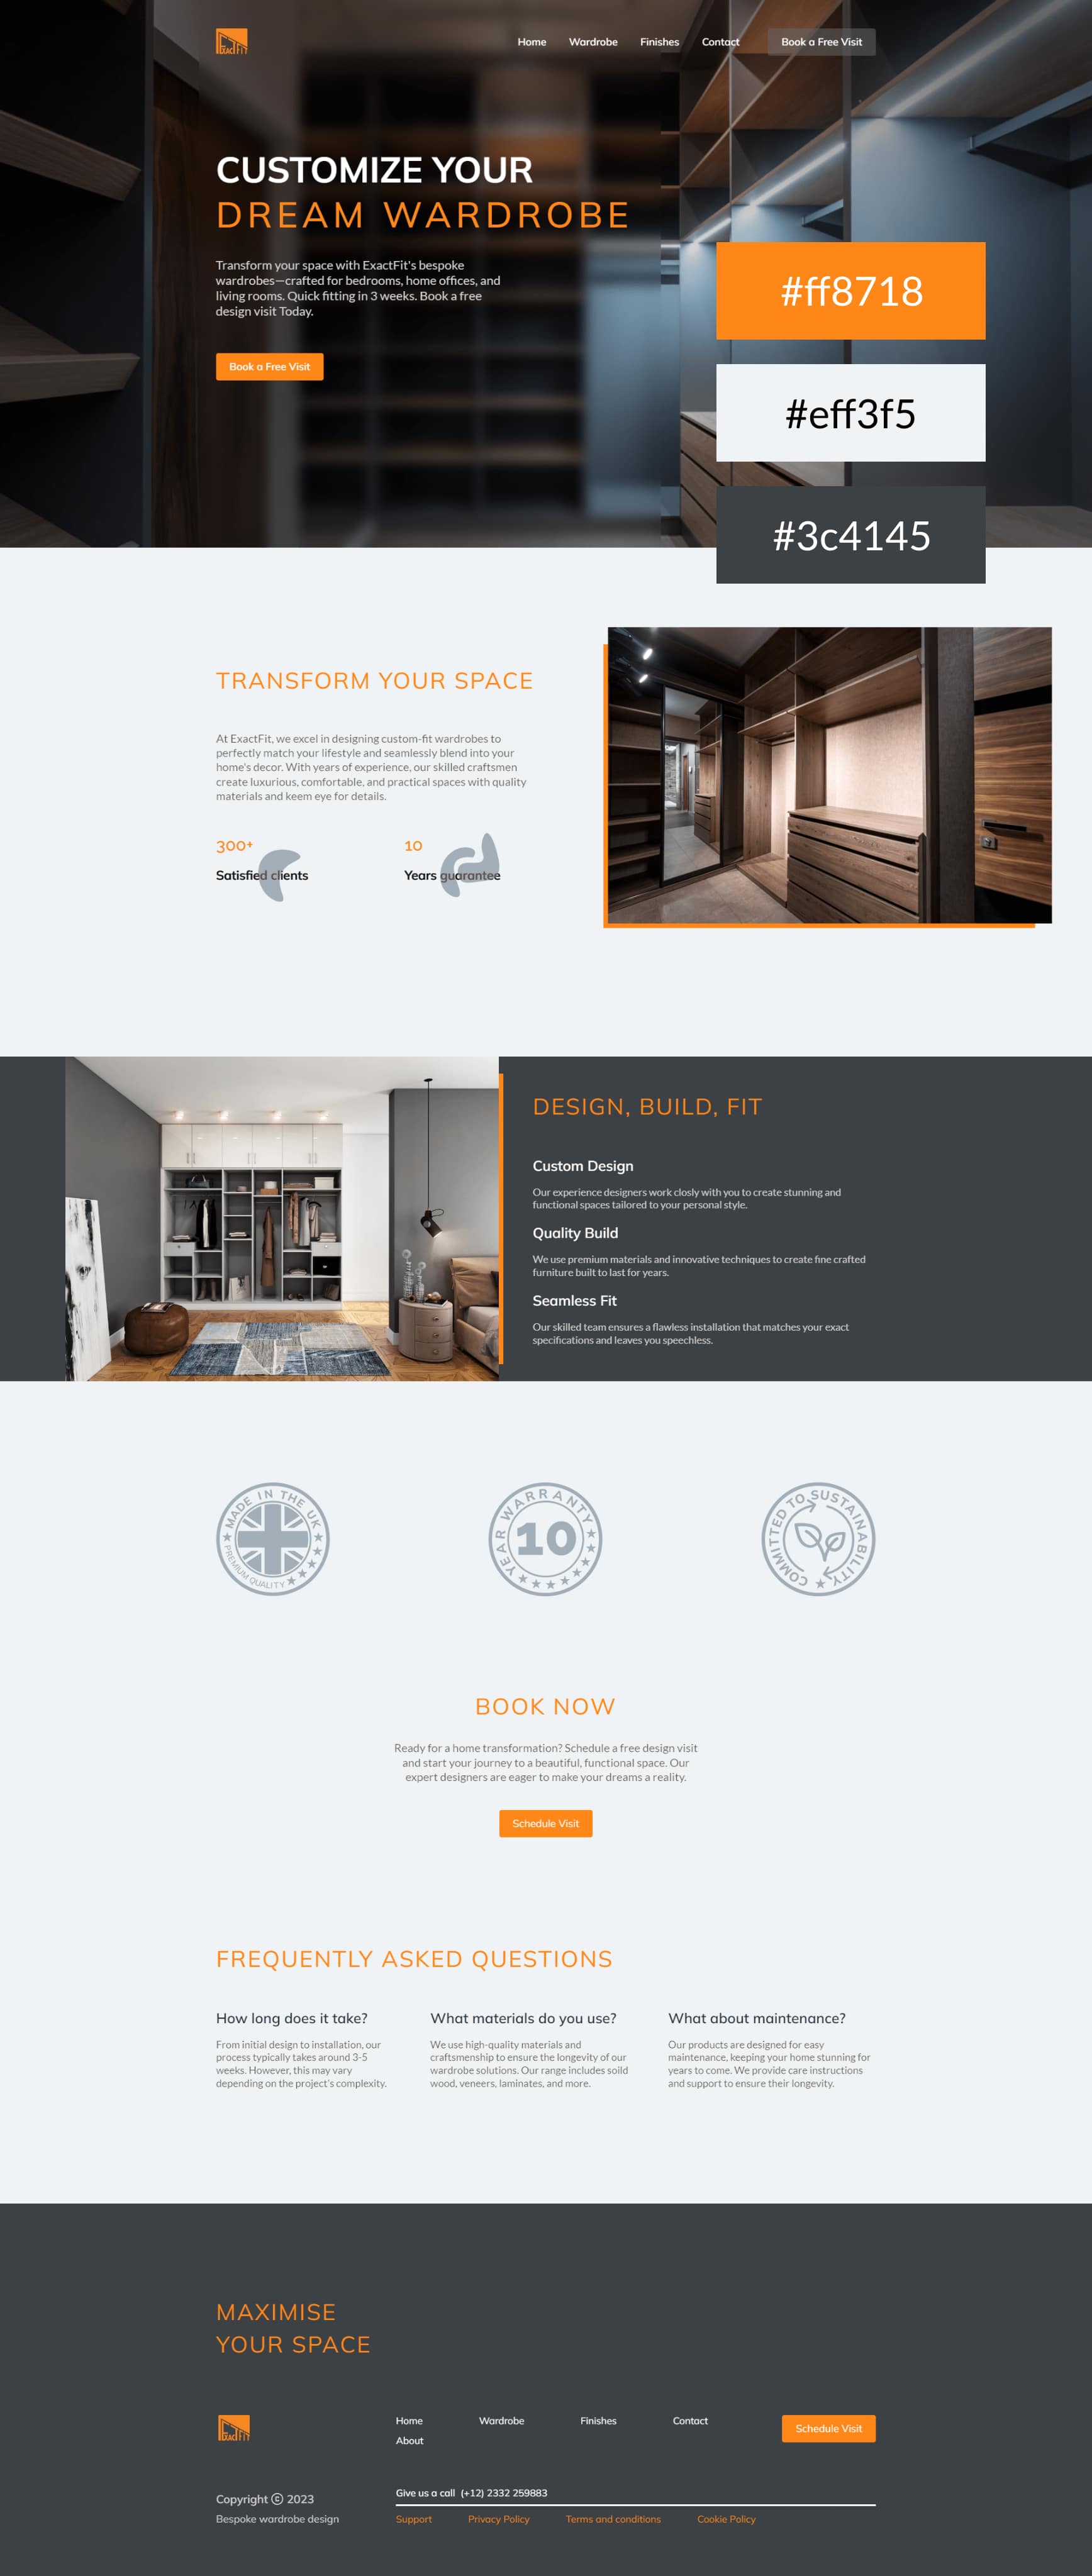 EXACTFIT
Home Wardrobe Finishes Contact Book a Free Visit
CUSTOMIZE YOUR
DREAM WARDROBE
Transform your space with ExactFit's bespoke
wardrobes—crafted for bedrooms, home offices, and
living rooms. Quick fitting in 3 weeks. Book a free
design visit Today.
Book a Free Visit
#ff8718
#eff3f5
#3c4145
TRANSFORM YOUR SPACE
At ExactFit, we excel in designing custom-fit wardrobes to
perfectly match your lifestyle and seamlessly blend into your
home's decor. With years of experience, our skilled craftsmen
create luxurious, comfortable, and practical spaces with quality
materials and keem eye for details.
300+ 10
Satisfied clients Years guarantee
DESIGN, BUILD, FIT
Custom Design
Our experience designers work closly with you to create stunning and
functional spaces tailored to your personal style.
Quality Build
We use premium materials and innovative techniques to create fine crafted
furniture built to last for years.
Seamless Fit
Our skilled team ensures a flawless installation that matches your exact
specifications and leaves you speechless.
MADE IN THE UK
PREMIUM QUALITY
10
YEAR WARRANTY
COMMITTED TO SUSTAINABILITY
BOOK NOW
Ready for a home transformation? Schedule a free design visit
and start your journey to a beautiful, functional space. Our
expert designers are eager to make your dreams a reality.
Schedule Visit
FREQUENTLY ASKED QUESTIONS
How long does it take?
From initial design to installation, our
process typically takes around 3-5
weeks. However, this may vary
depending on the project's complexity.
What materials do you use?
We use high-quality materials and
craftsmenship to ensure the longevity of our
wardrobe solutions. Our range includes soild
wood, veneers, laminates, and more.
What about maintenance?
Our products are designed for easy
maintenance, keeping your home stunning for
years to come. We provide care instructions
and support to ensure their longevity.
MAXIMISE
YOUR SPACE
EXACTFIT
Home Wardrobe Finishes Contact
About
Schedule Visit
Give us a call (+12) 2332 259883
Copyright © 2023
Bespoke wardrobe design
Support Privacy Policy Terms and conditions Cookie Policy